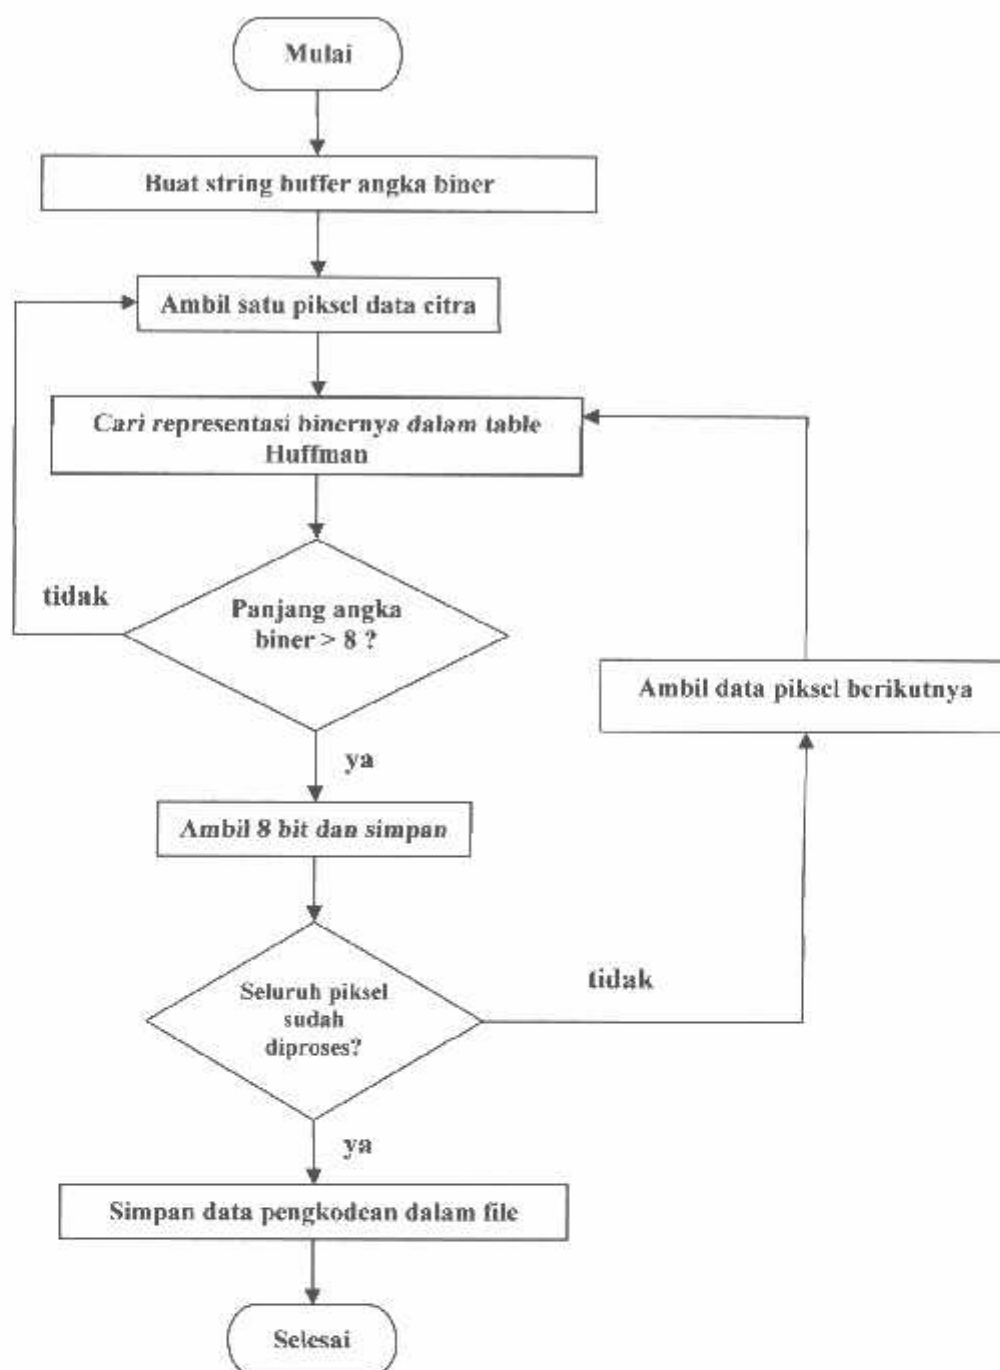 Mulai
Buat string buffer angka biner
Ambil satu piksel data citra
Cari representasi binernya dalam table
Huffman
tidak
Panjang angka
biner > 8 ?
Ambil data piksel berikutnya
ya
Ambil 8 bit dan simpan
tidak
Seluruh piksel
sudah
diproses?
ya
Simpan data pengkodean dalam file
Selesai